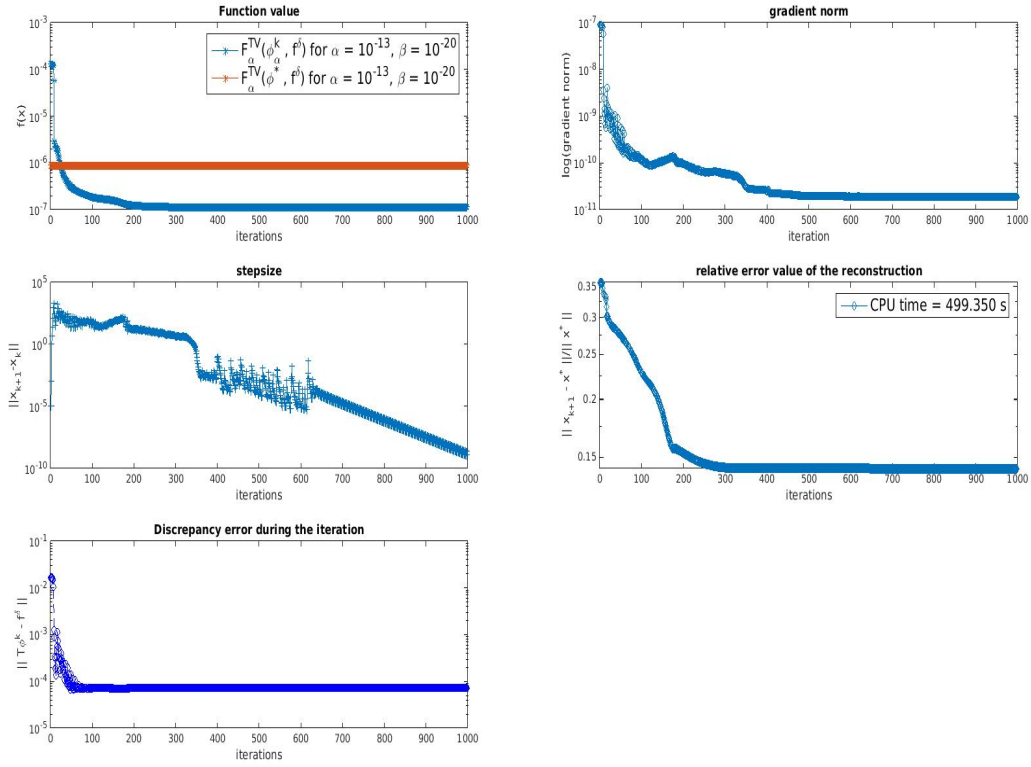 Function value
f(x)
10^-3
10^-4
10^-5
10^-6
10^-7
F_α^TV(ϕ_α^k, f^δ) for α = 10^-13, β = 10^-20
F_α^TV(ϕ^*, f^δ) for α = 10^-13, β = 10^-20
0 100 200 300 400 500 600 700 800 900 1000
iterations
gradient norm
log(gradient norm)
10^-7
10^-8
10^-9
10^-10
10^-11
0 100 200 300 400 500 600 700 800 900 1000
iteration
stepsize
||x_k+1-x_k||
10^5
10^0
10^-5
10^-10
0 100 200 300 400 500 600 700 800 900 1000
iterations
relative error value of the reconstruction
|| x_k+1 - x^* ||/|| x^* ||
0.35
0.3
0.25
0.2
0.15
CPU time = 499.350 s
0 100 200 300 400 500 600 700 800 900 1000
iterations
Discrepancy error during the iteration
|| Tϕ^k - f^δ ||
10^-1
10^-2
10^-3
10^-4
10^-5
0 100 200 300 400 500 600 700 800 900 1000
iterations